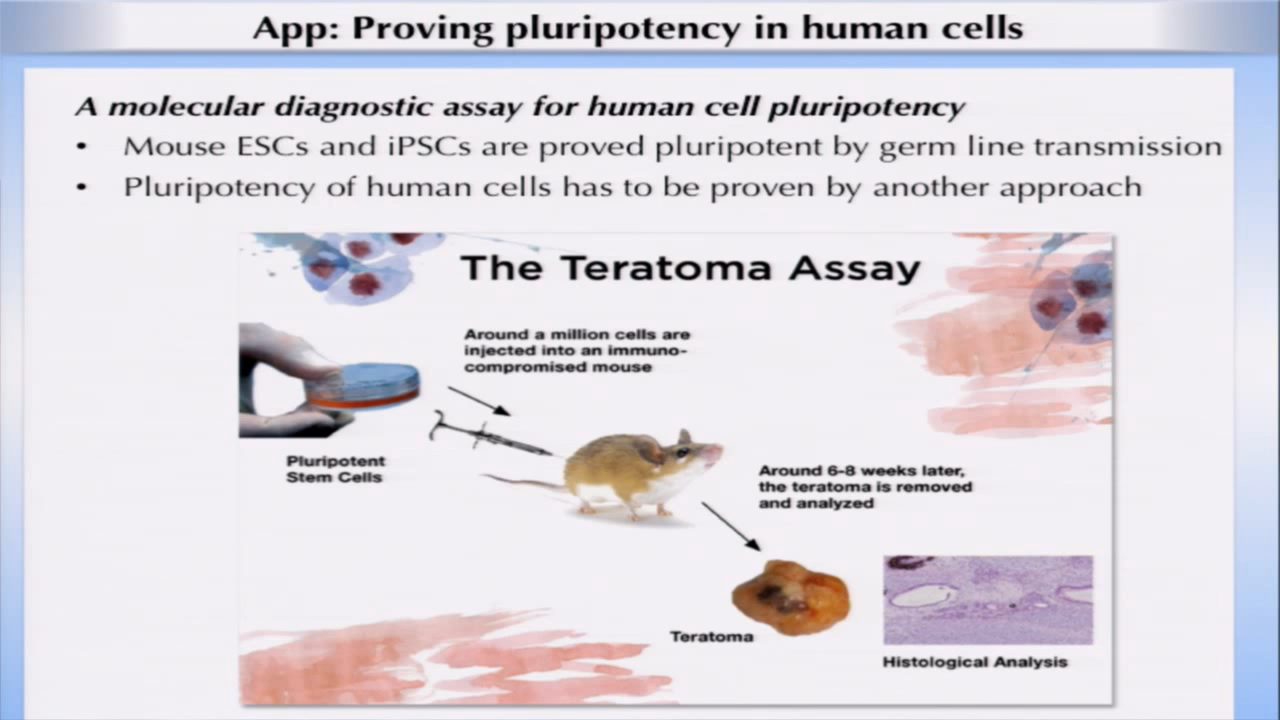 App: Proving pluripotency in human cells
A molecular diagnostic assay for human cell pluripotency
• Mouse ESCs and iPSCs are proved pluripotent by germ line transmission
• Pluripotency of human cells has to be proven by another approach
The Teratoma Assay
Around a million cells are
injected into an immuno-
compromised mouse
Pluripotent
Stem Cells
Around 6-8 weeks later,
the teratoma is removed
and analyzed
Teratoma
Histological Analysis